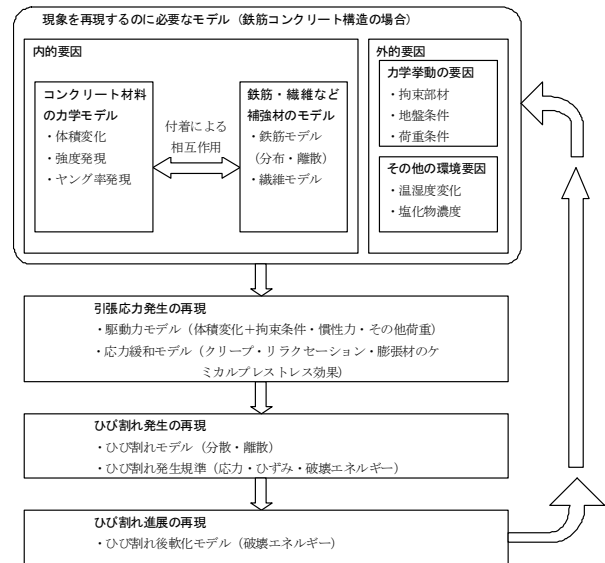 現象を再現するのに必要なモデル（鉄筋コンクリート構造の場合）
内的要因
コンクリート材料
の力学モデル
・体積変化
・強度発現
・ヤング率発現
付着による
相互作用
鉄筋・繊維など
補強材のモデル
・鉄筋モデル
（分布・離散）
・繊維モデル
外的要因
力学挙動の要因
・拘束部材
・地盤条件
・荷重条件
その他の環境要因
・温湿度変化
・塩化物濃度
引張応力発生の再現
・駆動力モデル（体積変化＋拘束条件・慣性力・その他荷重）
・応力緩和モデル（クリープ・リラクセーション・膨張材のケ
ミカルプレストレス効果）
ひび割れ発生の再現
・ひび割れモデル（分散・離散）
・ひび割れ発生規準（応力・ひずみ・破壊エネルギー）
ひび割れ進展の再現
・ひび割れ後軟化モデル（破壊エネルギー）